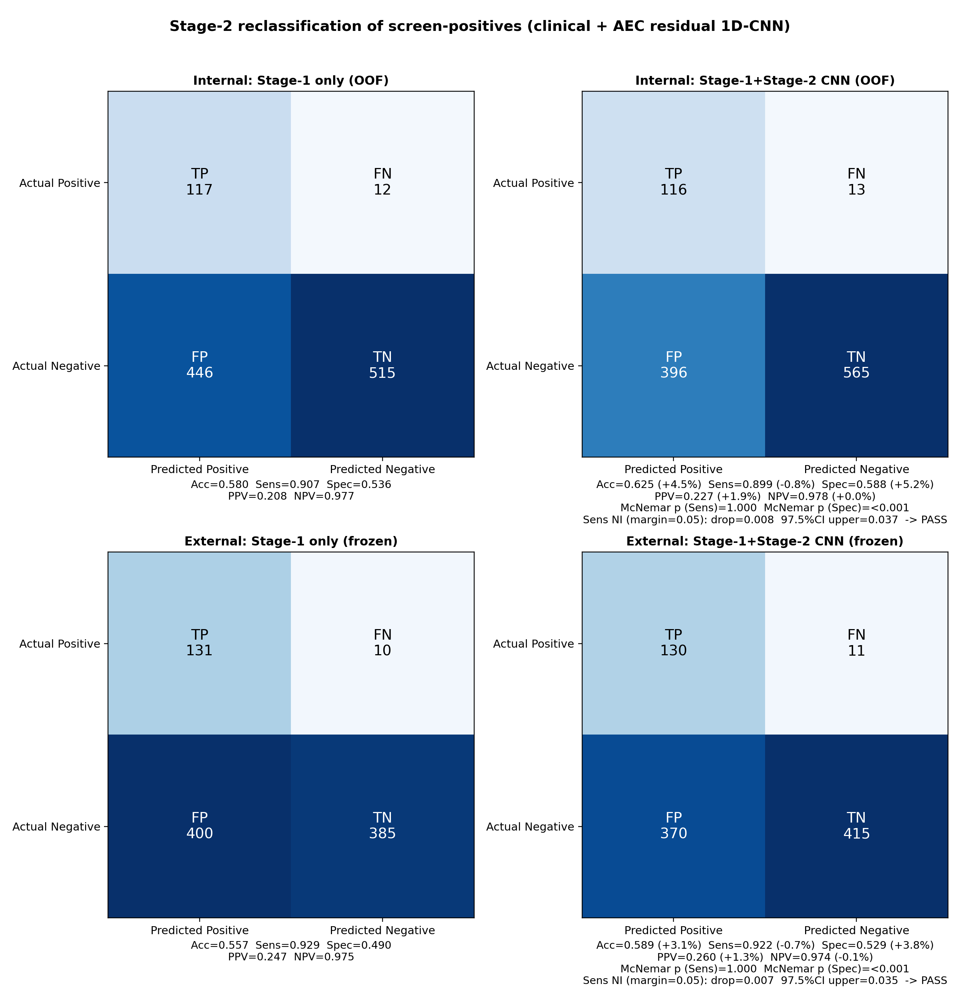 Stage-2 reclassification of screen-positives (clinical + AEC residual 1D-CNN)
Internal: Stage-1 only (OOF)
Actual Positive
TP
117
FN
12
Actual Negative
FP
446
TN
515
Predicted Positive
Predicted Negative
Acc=0.580 Sens=0.907 Spec=0.536
PPV=0.208 NPV=0.977
Internal: Stage-1+Stage-2 CNN (OOF)
Actual Positive
TP
116
FN
13
Actual Negative
FP
396
TN
565
Predicted Positive
Predicted Negative
Acc=0.625 (+4.5%) Sens=0.899 (-0.8%) Spec=0.588 (+5.2%)
PPV=0.227 (+1.9%) NPV=0.978 (+0.0%)
McNemar p (Sens)=1.000 McNemar p (Spec)=<0.001
Sens NI (margin=0.05): drop=0.008 97.5%CI upper=0.037 -> PASS
External: Stage-1 only (frozen)
Actual Positive
TP
131
FN
10
Actual Negative
FP
400
TN
385
Predicted Positive
Predicted Negative
Acc=0.557 Sens=0.929 Spec=0.490
PPV=0.247 NPV=0.975
External: Stage-1+Stage-2 CNN (frozen)
Actual Positive
TP
130
FN
11
Actual Negative
FP
370
TN
415
Predicted Positive
Predicted Negative
Acc=0.589 (+3.1%) Sens=0.922 (-0.7%) Spec=0.529 (+3.8%)
PPV=0.260 (+1.3%) NPV=0.974 (-0.1%)
McNemar p (Sens)=1.000 McNemar p (Spec)=<0.001
Sens NI (margin=0.05): drop=0.007 97.5%CI upper=0.035 -> PASS